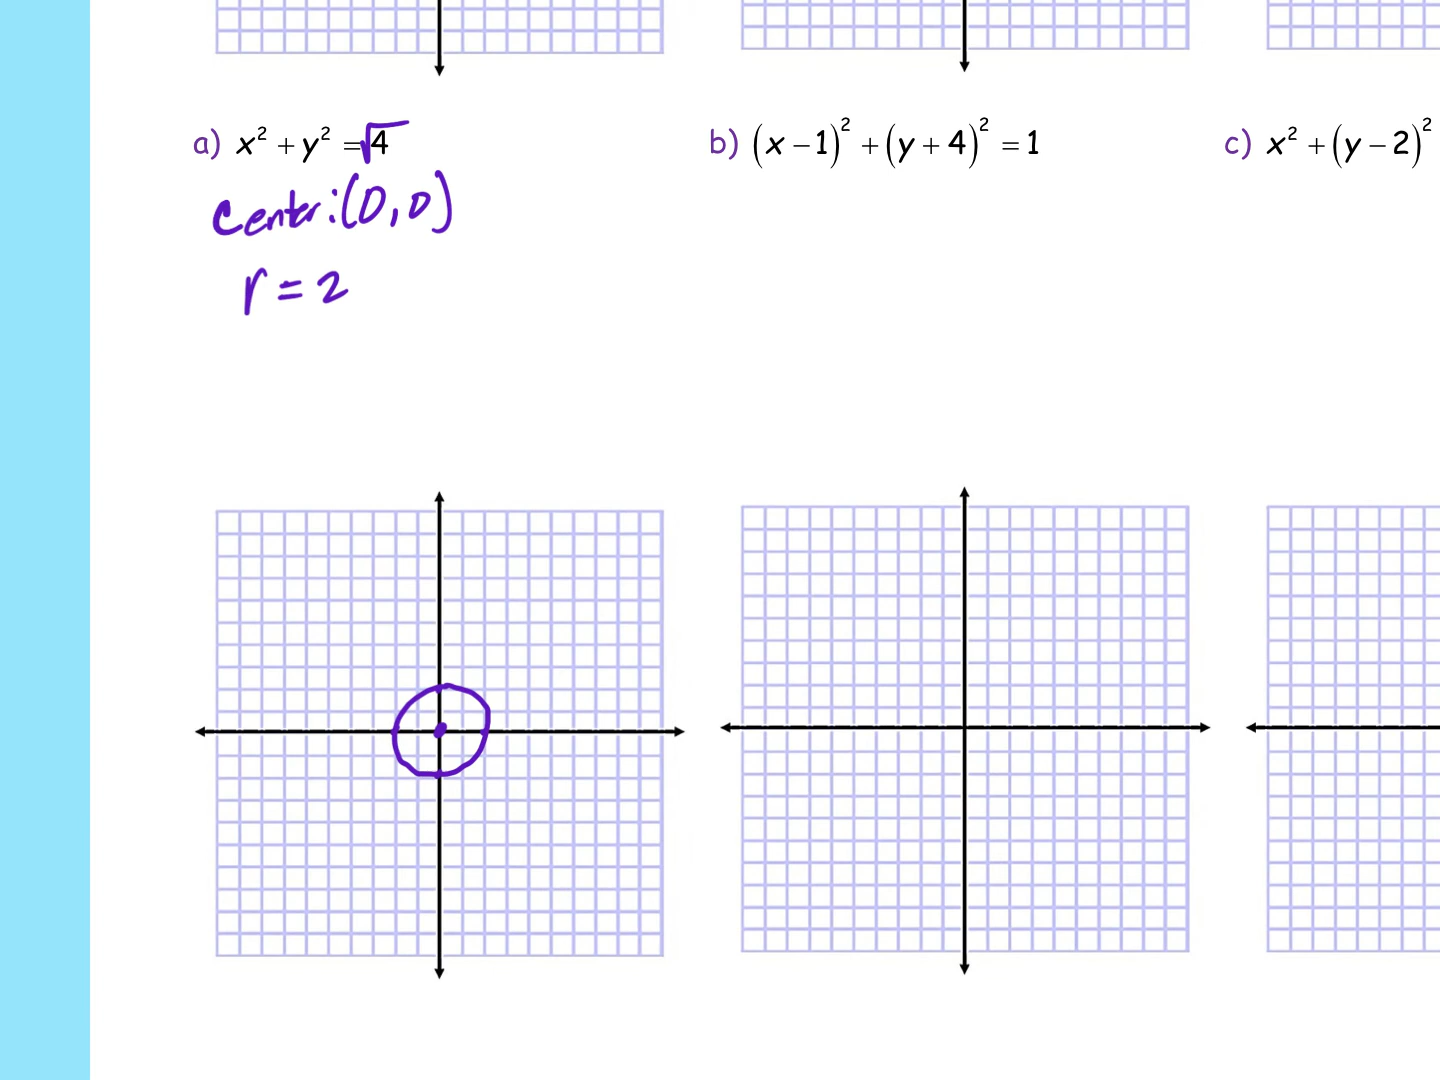 a) x² + y² = √4
center: (0,0)
r = 2
b) (x − 1)² + (y + 4)² = 1
c) x² + (y − 2)²